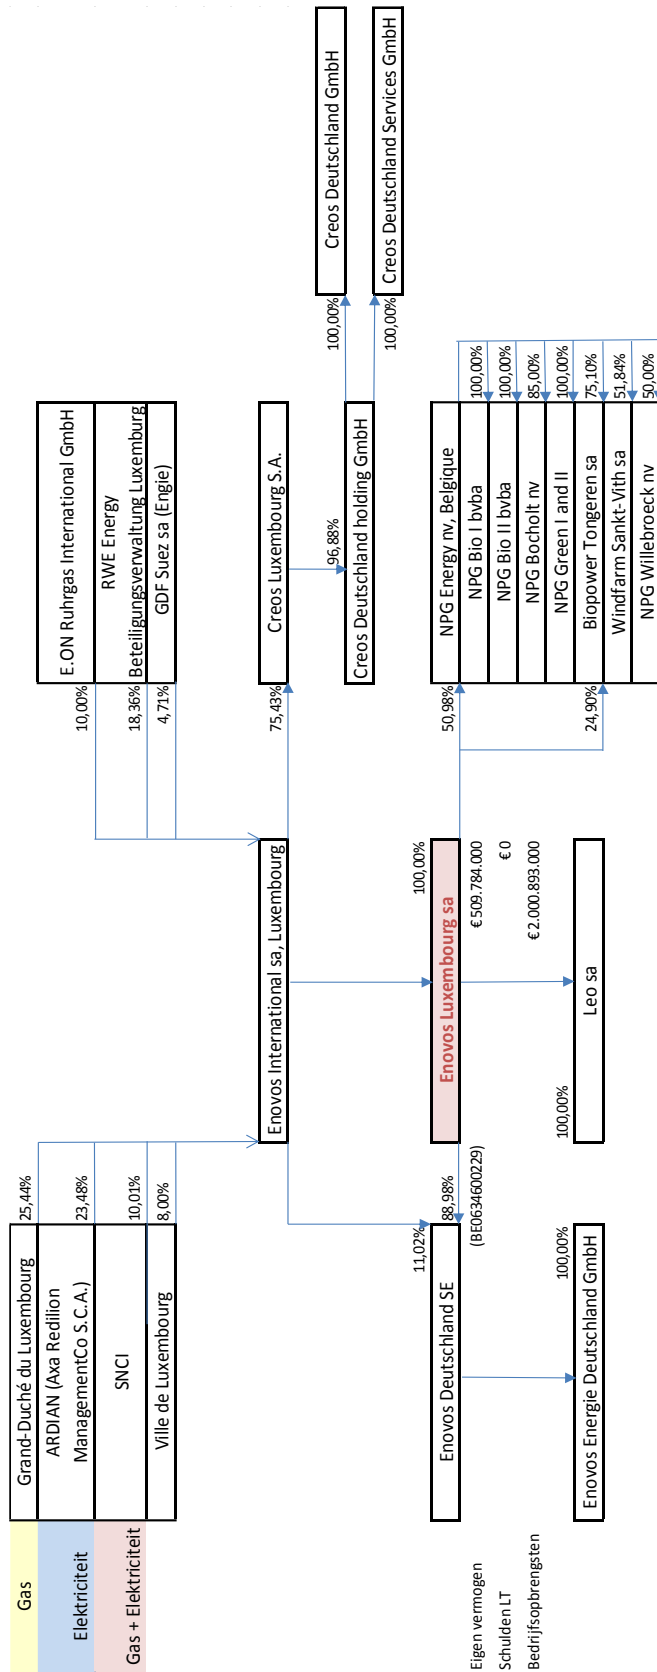 Gas
Elektriciteit
Gas + Elektriciteit
Grand-Duché du Luxembourg
25,44%
ARDIAN (Axa Redilion
ManagementCo S.C.A.)
23,48%
SNCI
10,01%
Ville de Luxembourg
8,00%
E.ON Ruhrgas International GmbH
10,00%
RWE Energy
Beteiligungsverwaltung Luxemburg
18,36%
GDF Suez sa (Engie)
4,71%
Enovos International sa, Luxembourg
75,43%
Creos Luxembourg S.A.
96,88%
Creos Deutschland holding GmbH
100,00%
Creos Deutschland GmbH
100,00%
Creos Deutschland Services GmbH
11,02%
Enovos Deutschland SE
88,98%
(BE0634600229)
100,00%
Enovos Luxembourg sa
Eigen vermogen
€ 509.784.000
Schulden LT
€ 0
Bedrijfsopbrengsten
€ 2.000.893.000
100,00%
Enovos Energie Deutschland GmbH
100,00%
Leo sa
50,98%
NPG Energy nv, Belgique
NPG Bio I bvba
100,00%
NPG Bio II bvba
100,00%
NPG Bocholt nv
85,00%
NPG Green I and II
100,00%
24,90%
Biopower Tongeren sa
75,10%
Windfarm Sankt-Vith sa
51,84%
NPG Willebroeck nv
50,00%